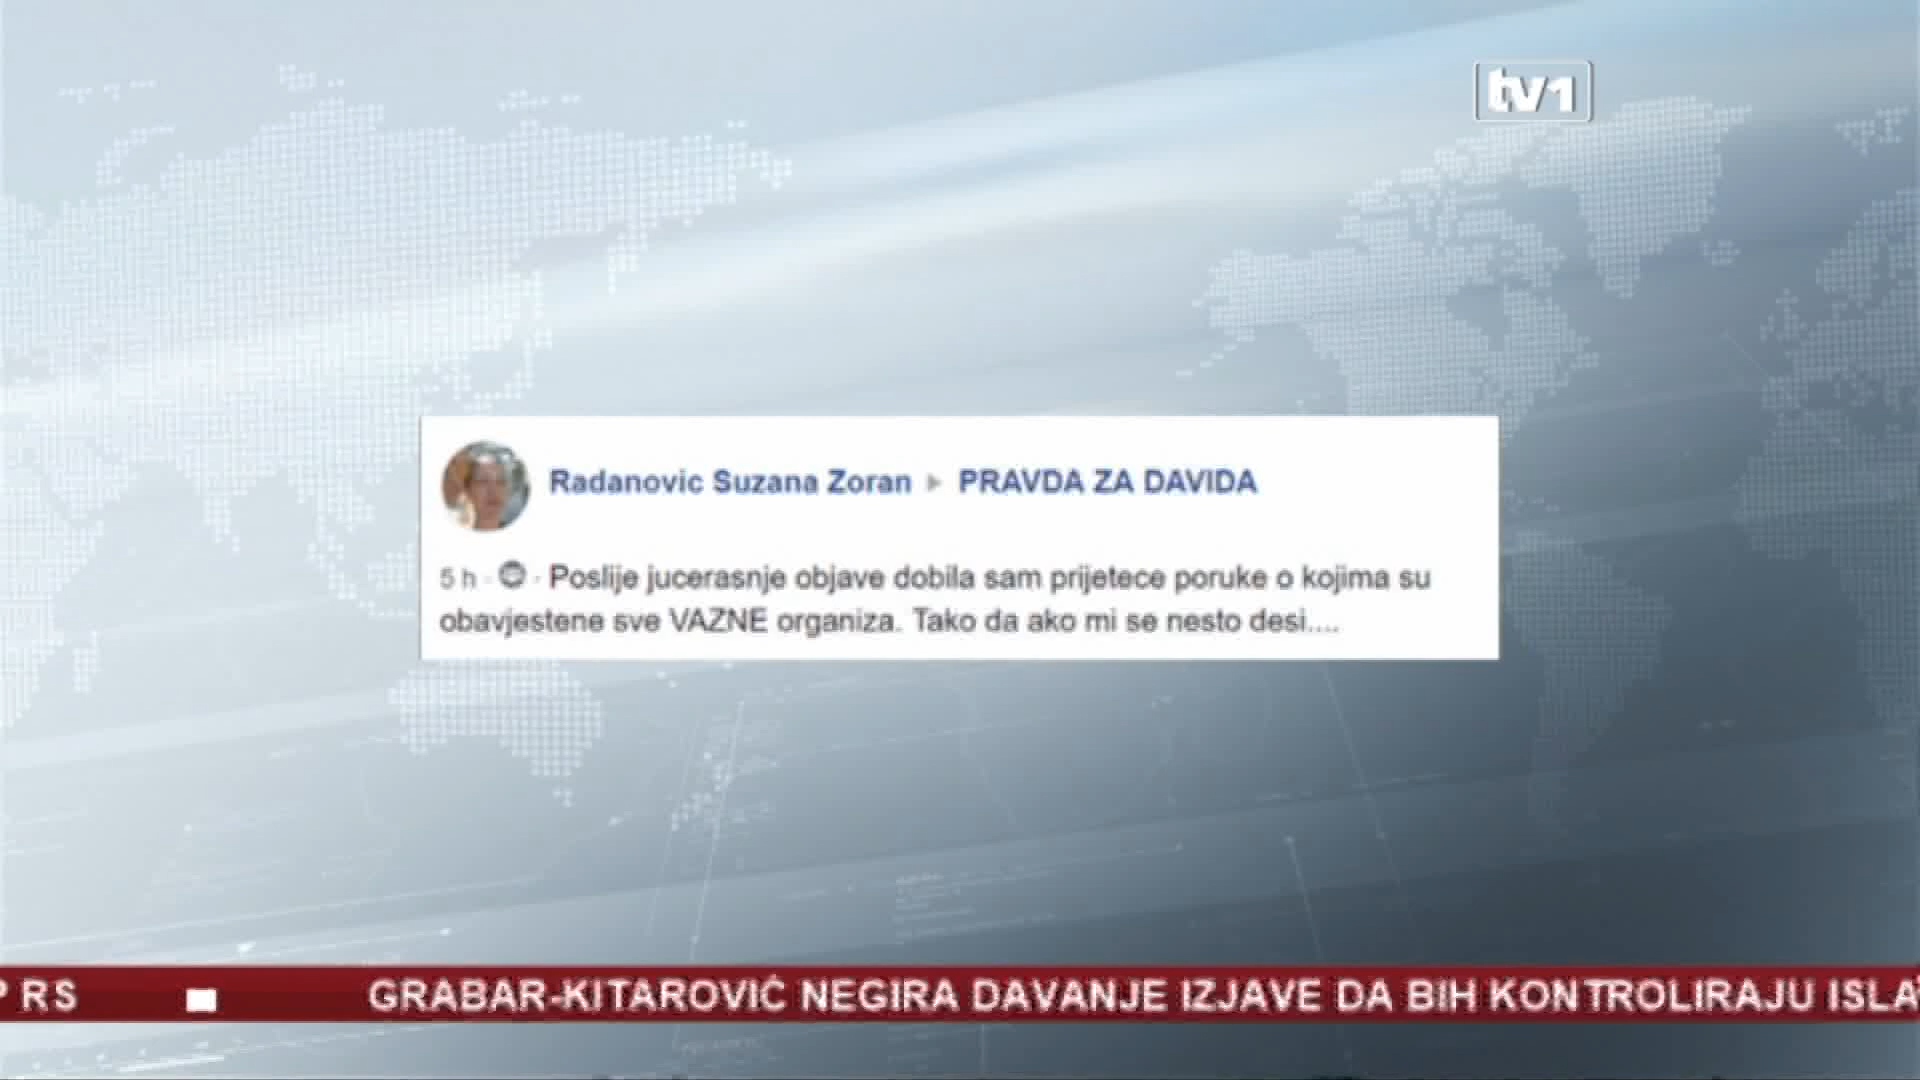 tv1
Radanovic Suzana Zoran ▸ PRAVDA ZA DAVIDA
5 h · Poslije jucerasnje objave dobila sam prijetece poruke o kojima su
obavjestene sve VAZNE organiza. Tako da ako mi se nesto desi....
P RS ■ GRABAR-KITAROVIĆ NEGIRA DAVANJE IZJAVE DA BIH KONTROLIRAJU ISLA